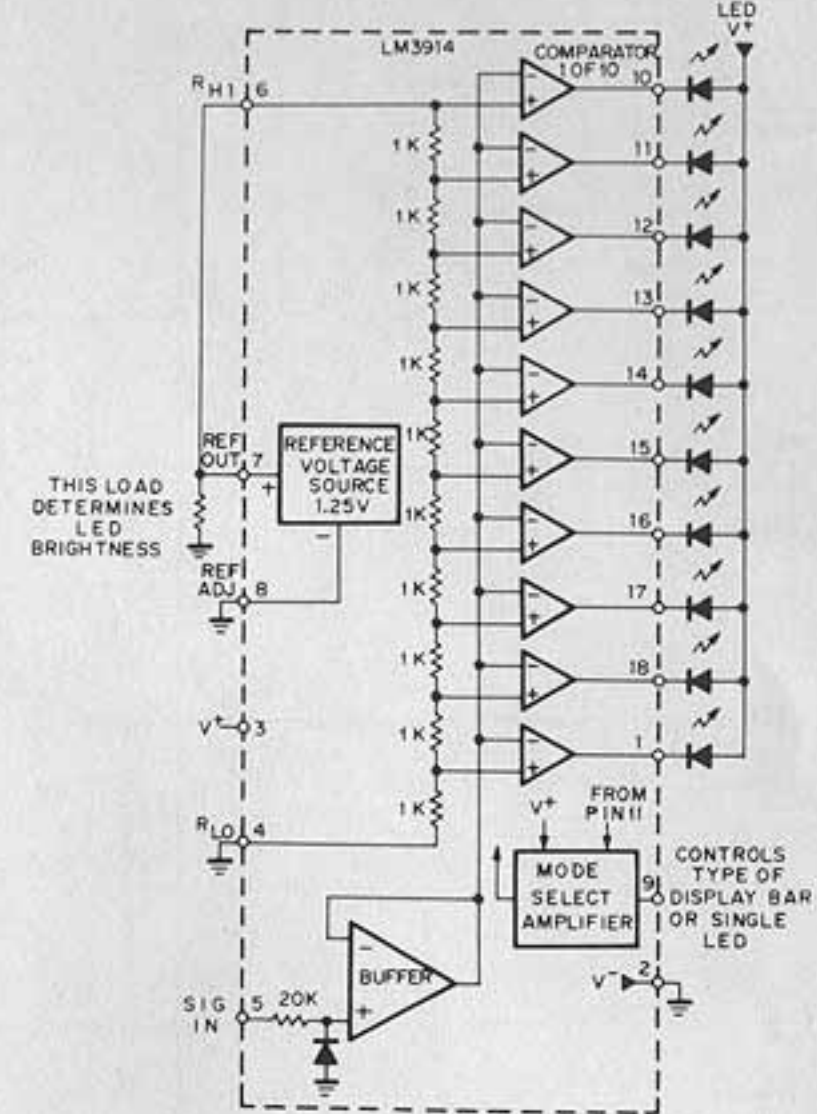 LED
V+
LM3914
COMPARATOR
1 OF 10
RHI 6
10
1K
11
1K
12
1K
13
1K
14
1K
15
1K
16
1K
17
1K
18
1K
1
1K
REF
OUT 7
+
REFERENCE
VOLTAGE
SOURCE
1.25V
−
THIS LOAD
DETERMINES
LED
BRIGHTNESS
REF
ADJ 8
V+ 3
RLO 4
V+
FROM
PIN 11
MODE
SELECT
AMPLIFIER
9
CONTROLS
TYPE OF
DISPLAY BAR
OR SINGLE
LED
V− 2
−
BUFFER
+
SIG
IN
5 20K
− +
− +
− +
− +
− +
− +
− +
− +
− +
− +